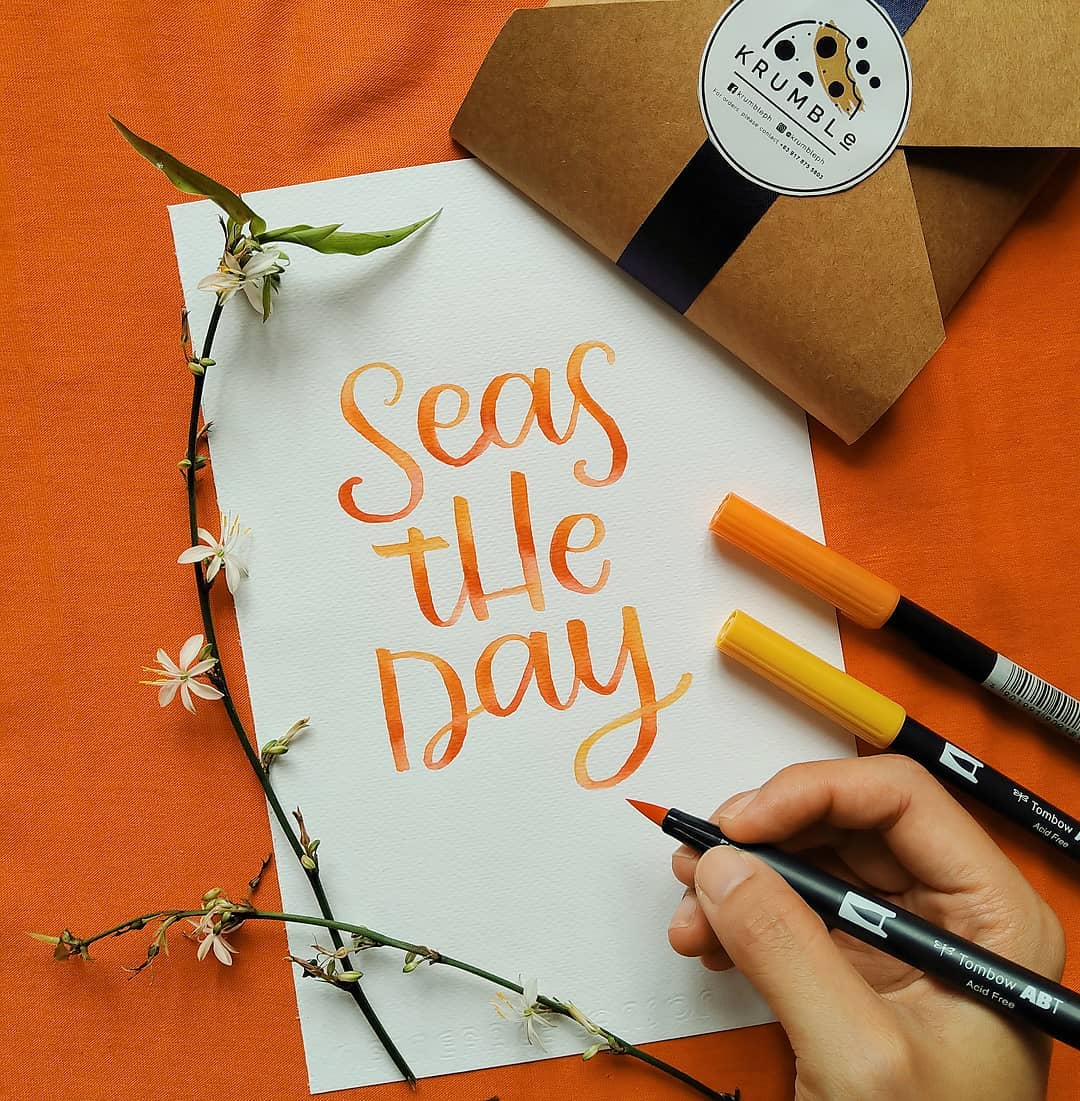 KRUMBLe
krumbleph @krumbleph
For orders, please contact +63 917 873 5803
Seas
tHe
Day
Tombow
Acid Free
Tombow ABT
Acid Free